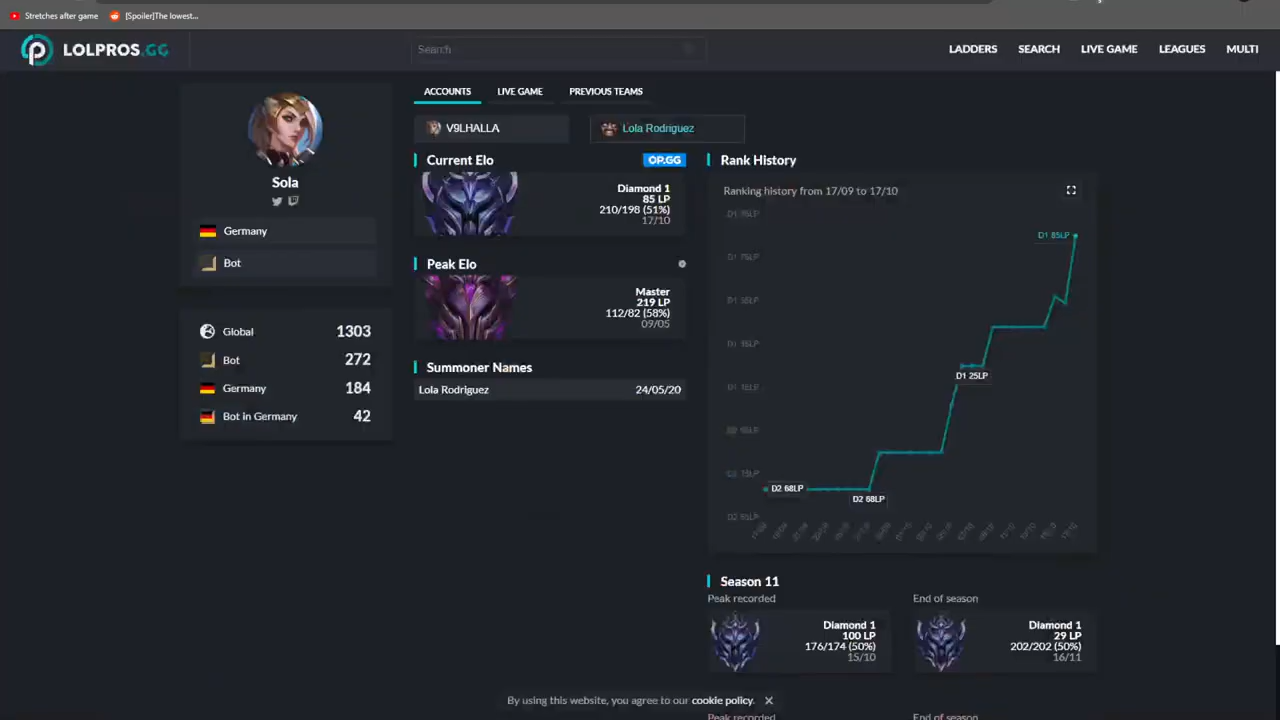 Stretches after game
[Spoiler]The lowest...
LOLPROS.GG
Search
LADDERS
SEARCH
LIVE GAME
LEAGUES
MULTI
Sola
Germany
Bot
Global 1303
Bot 272
Germany 184
Bot in Germany 42
ACCOUNTS
LIVE GAME
PREVIOUS TEAMS
V9LHALLA
Lola Rodriguez
Current Elo
OP.GG
Diamond 1
85 LP
210/198 (51%)
17/10
Peak Elo
Master
219 LP
112/82 (58%)
09/05
Summoner Names
Lola Rodriguez 24/05/20
Rank History
Ranking history from 17/09 to 17/10
D1 85LP
D1 25LP
D2 68LP
D2 68LP
Season 11
Peak recorded
Diamond 1
100 LP
176/174 (50%)
15/10
End of season
Diamond 1
29 LP
202/202 (50%)
16/11
By using this website, you agree to our cookie policy.
Peak recorded
End of season